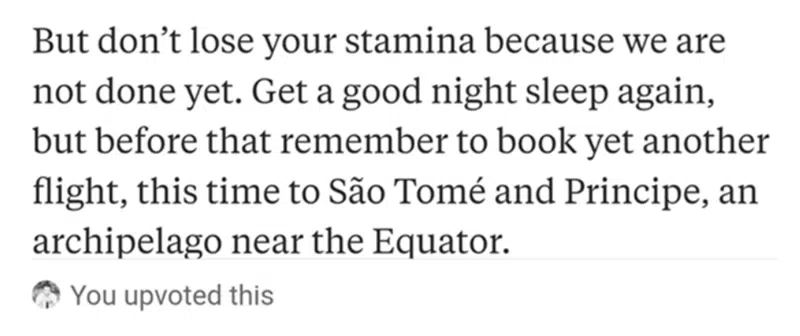 But don’t lose your stamina because we are
not done yet. Get a good night sleep again,
but before that remember to book yet another
flight, this time to São Tomé and Principe, an
archipelago near the Equator.
You upvoted this